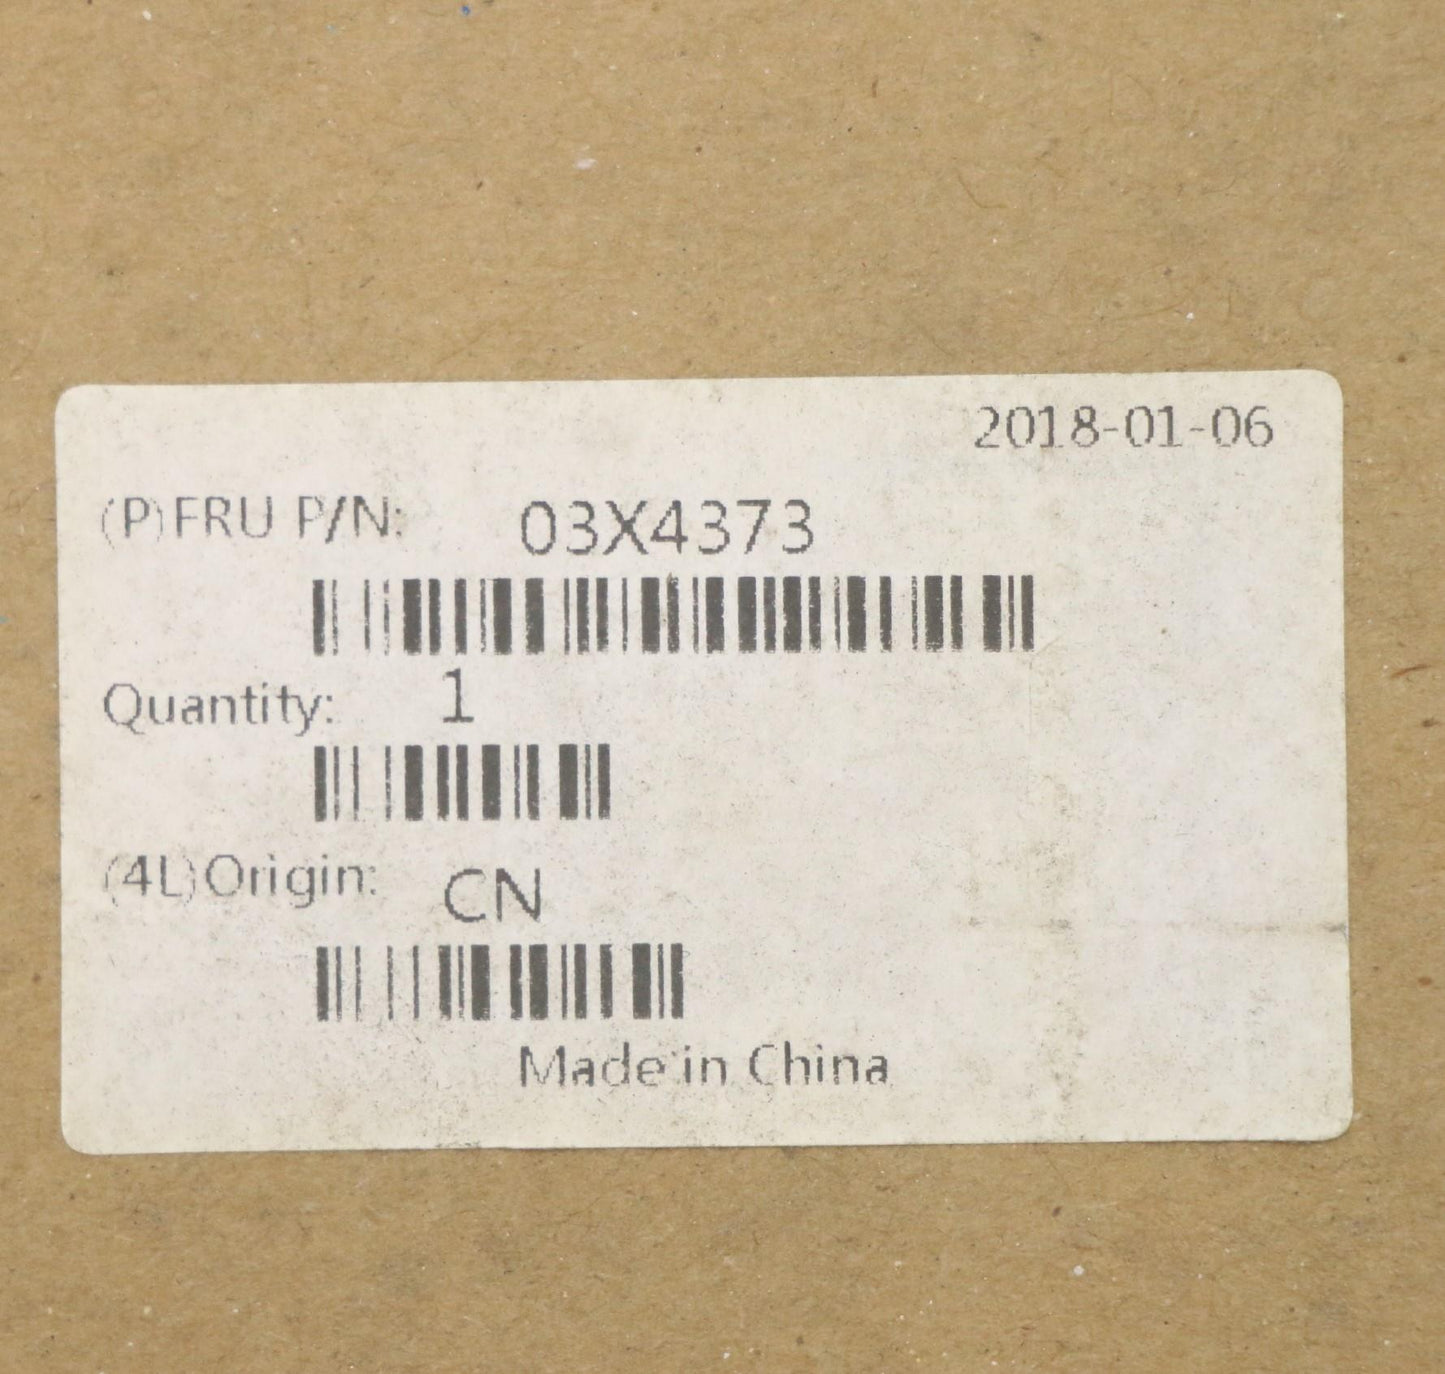 2018-01-06
(P)FRU P/N: 03X4373
Quantity: 1
(4L)Origin: CN
Made in China